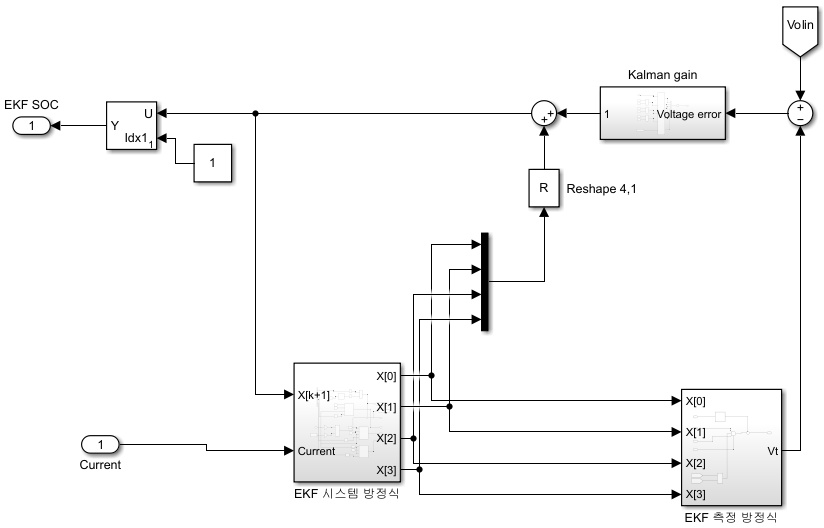 Volin
Kalman gain
EKF SOC
1
Y
U
Idx1
1
1
+
+
1
Voltage error
+
−
R
Reshape 4,1
X[k+1]
Current
X[0]
X[1]
X[2]
X[3]
EKF 시스템 방정식
1
Current
X[0]
X[1]
X[2]
X[3]
Vt
EKF 측정 방정식